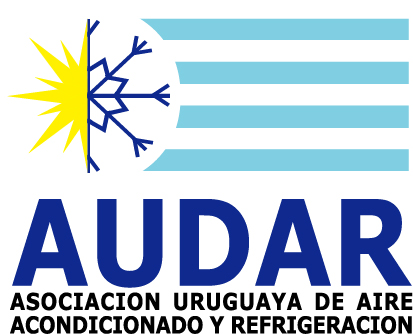 AUDAR
ASOCIACION URUGUAYA DE AIRE
ACONDICIONADO Y REFRIGERACION